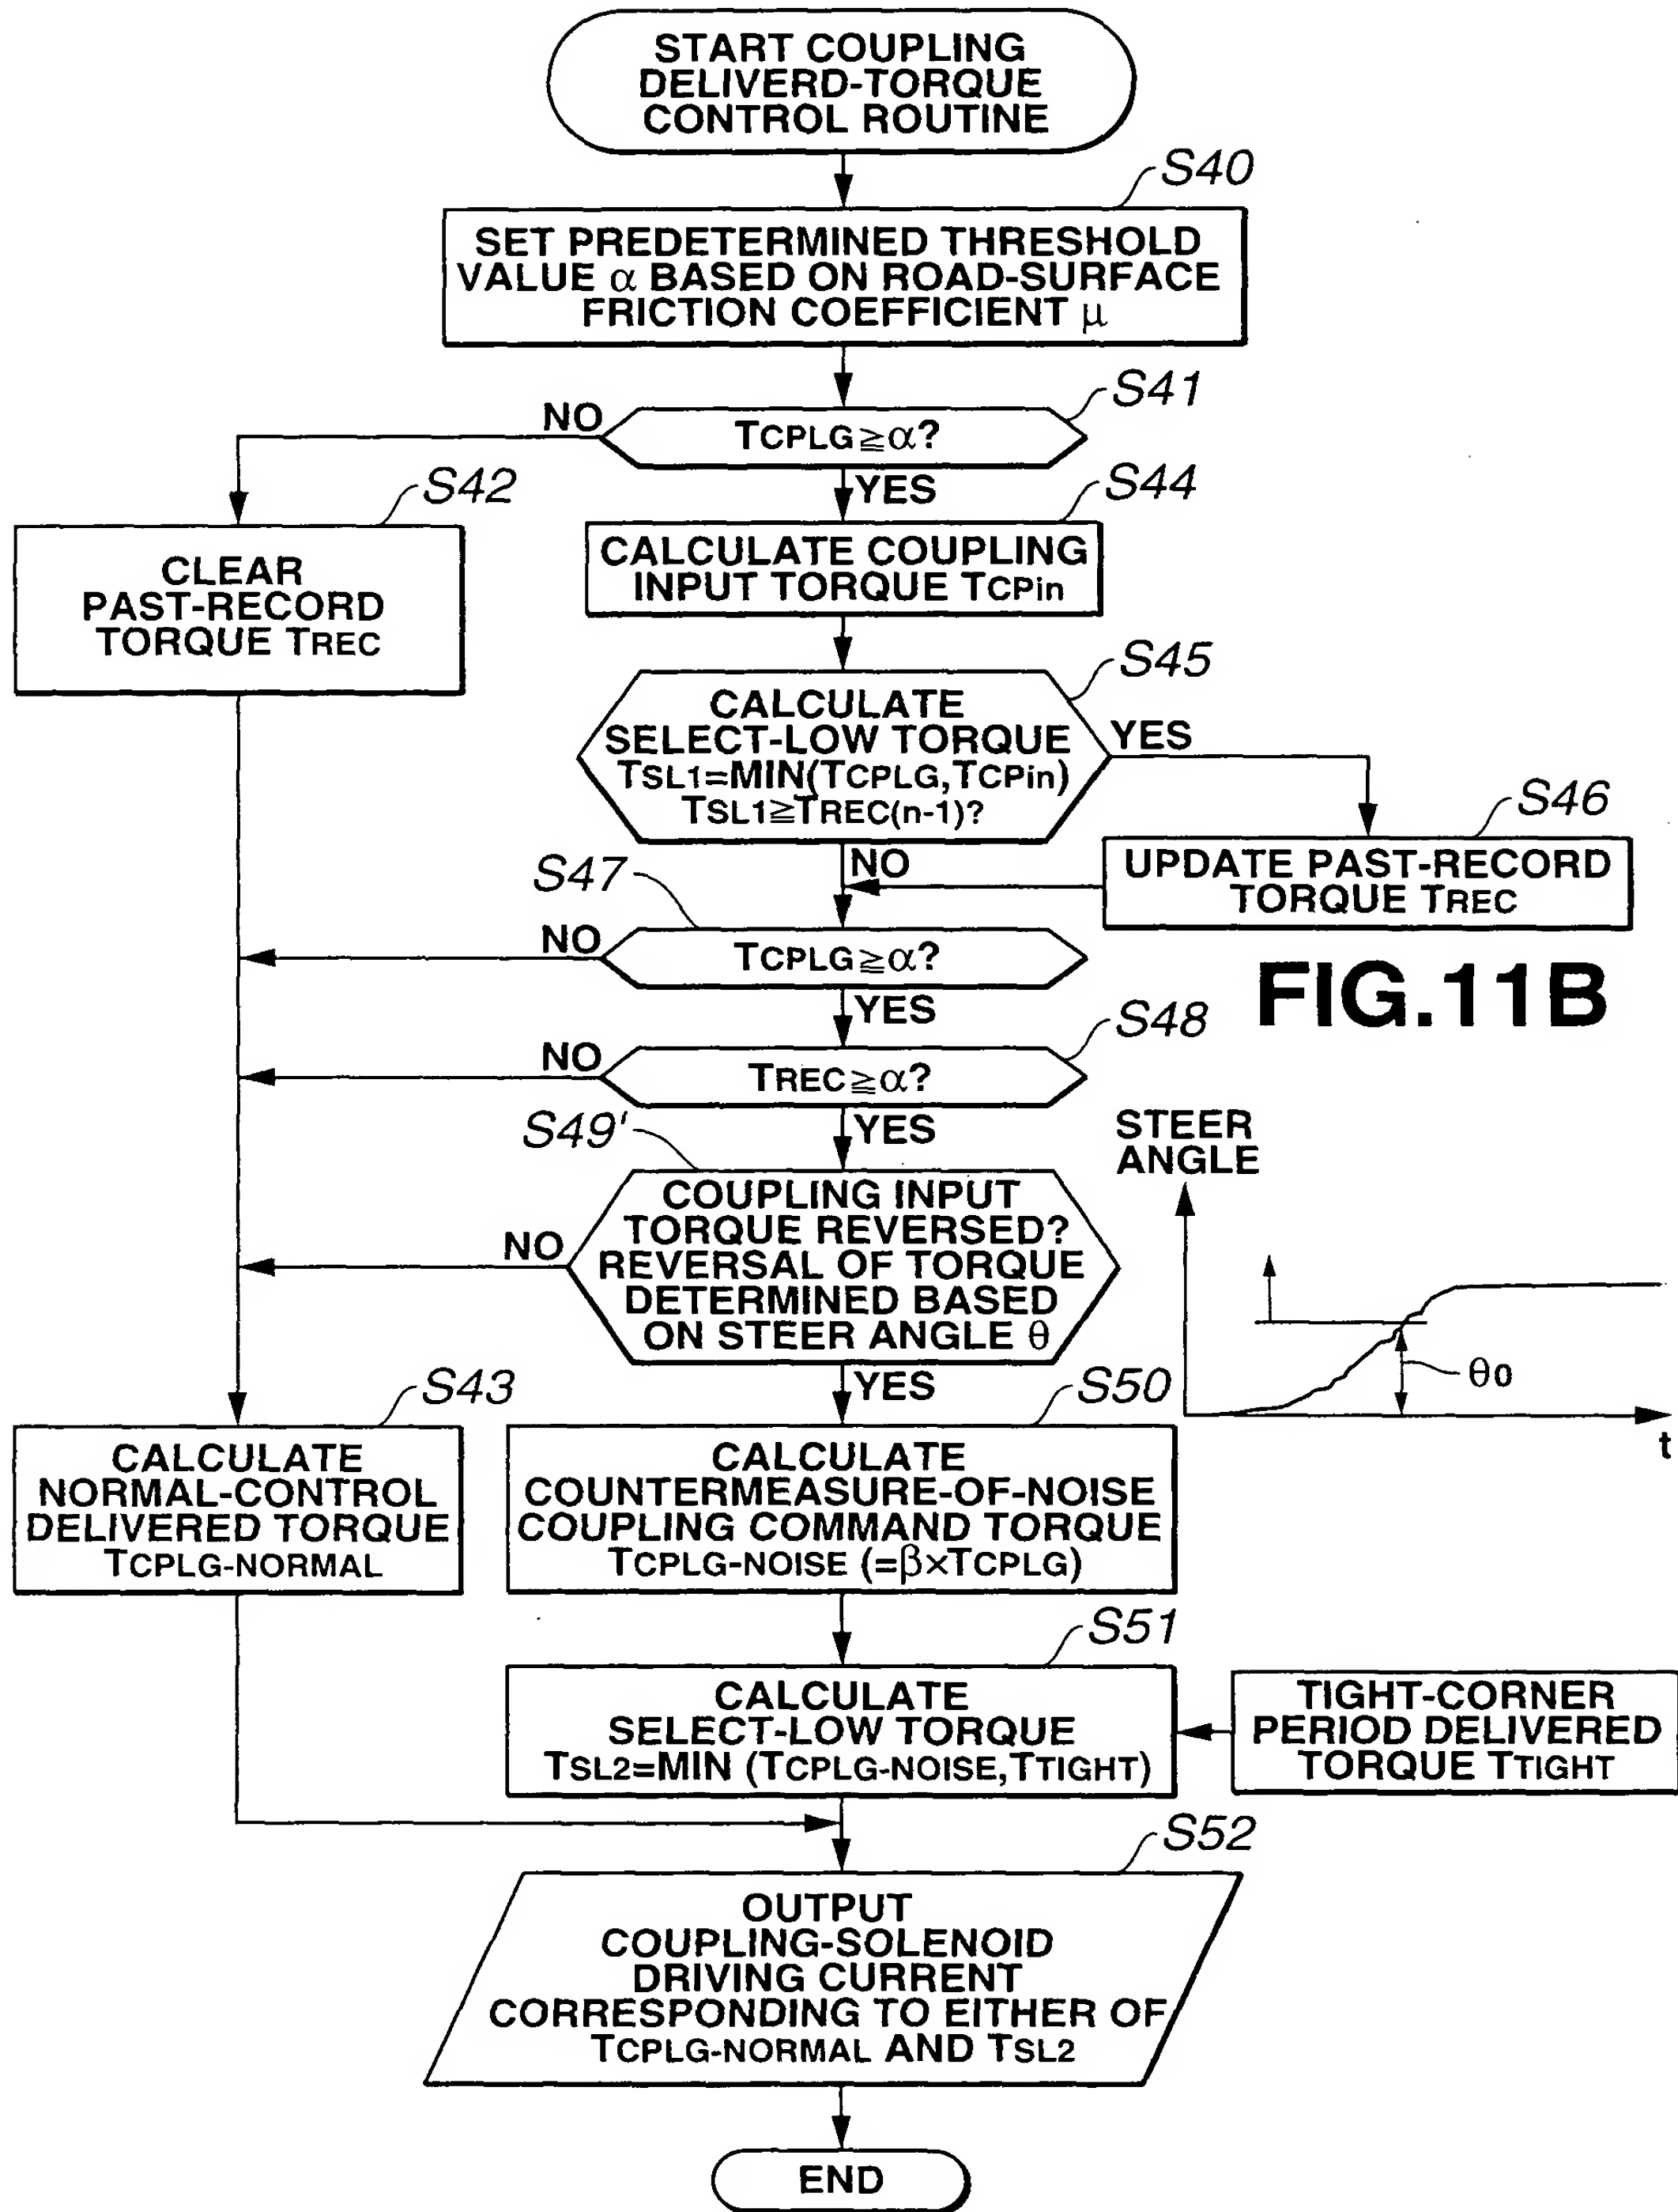 START COUPLING
DELIVERD-TORQUE
CONTROL ROUTINE
S40
SET PREDETERMINED THRESHOLD
VALUE α BASED ON ROAD-SURFACE
FRICTION COEFFICIENT μ
S41
NO
TCPLG≧α?
YES
S42
CLEAR
PAST-RECORD
TORQUE TREC
S44
CALCULATE COUPLING
INPUT TORQUE TCPin
S45
CALCULATE
SELECT-LOW TORQUE
TSL1=MIN(TCPLG,TCPin)
TSL1≧TREC(n-1)?
YES
S46
UPDATE PAST-RECORD
TORQUE TREC
NO
S47
NO
TCPLG≧α?
YES
FIG.11B
S48
NO
TREC≧α?
YES
S49'
COUPLING INPUT
TORQUE REVERSED?
REVERSAL OF TORQUE
DETERMINED BASED
ON STEER ANGLE θ
NO
YES
STEER
ANGLE
θ0
t
S43
CALCULATE
NORMAL-CONTROL
DELIVERED TORQUE
TCPLG-NORMAL
S50
CALCULATE
COUNTERMEASURE-OF-NOISE
COUPLING COMMAND TORQUE
TCPLG-NOISE (=β×TCPLG)
S51
CALCULATE
SELECT-LOW TORQUE
TSL2=MIN (TCPLG-NOISE,TTIGHT)
TIGHT-CORNER
PERIOD DELIVERED
TORQUE TTIGHT
S52
OUTPUT
COUPLING-SOLENOID
DRIVING CURRENT
CORRESPONDING TO EITHER OF
TCPLG-NORMAL AND TSL2
END